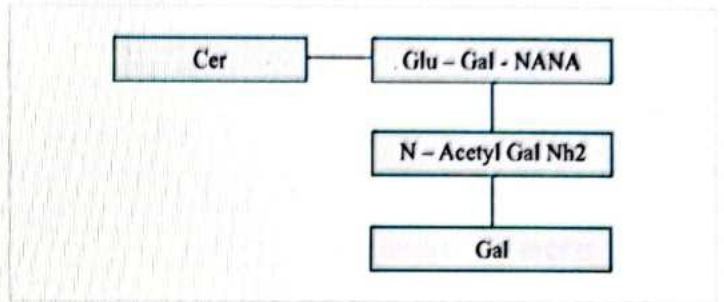 Cer
Glu – Gal - NANA
N – Acetyl Gal Nh2
Gal